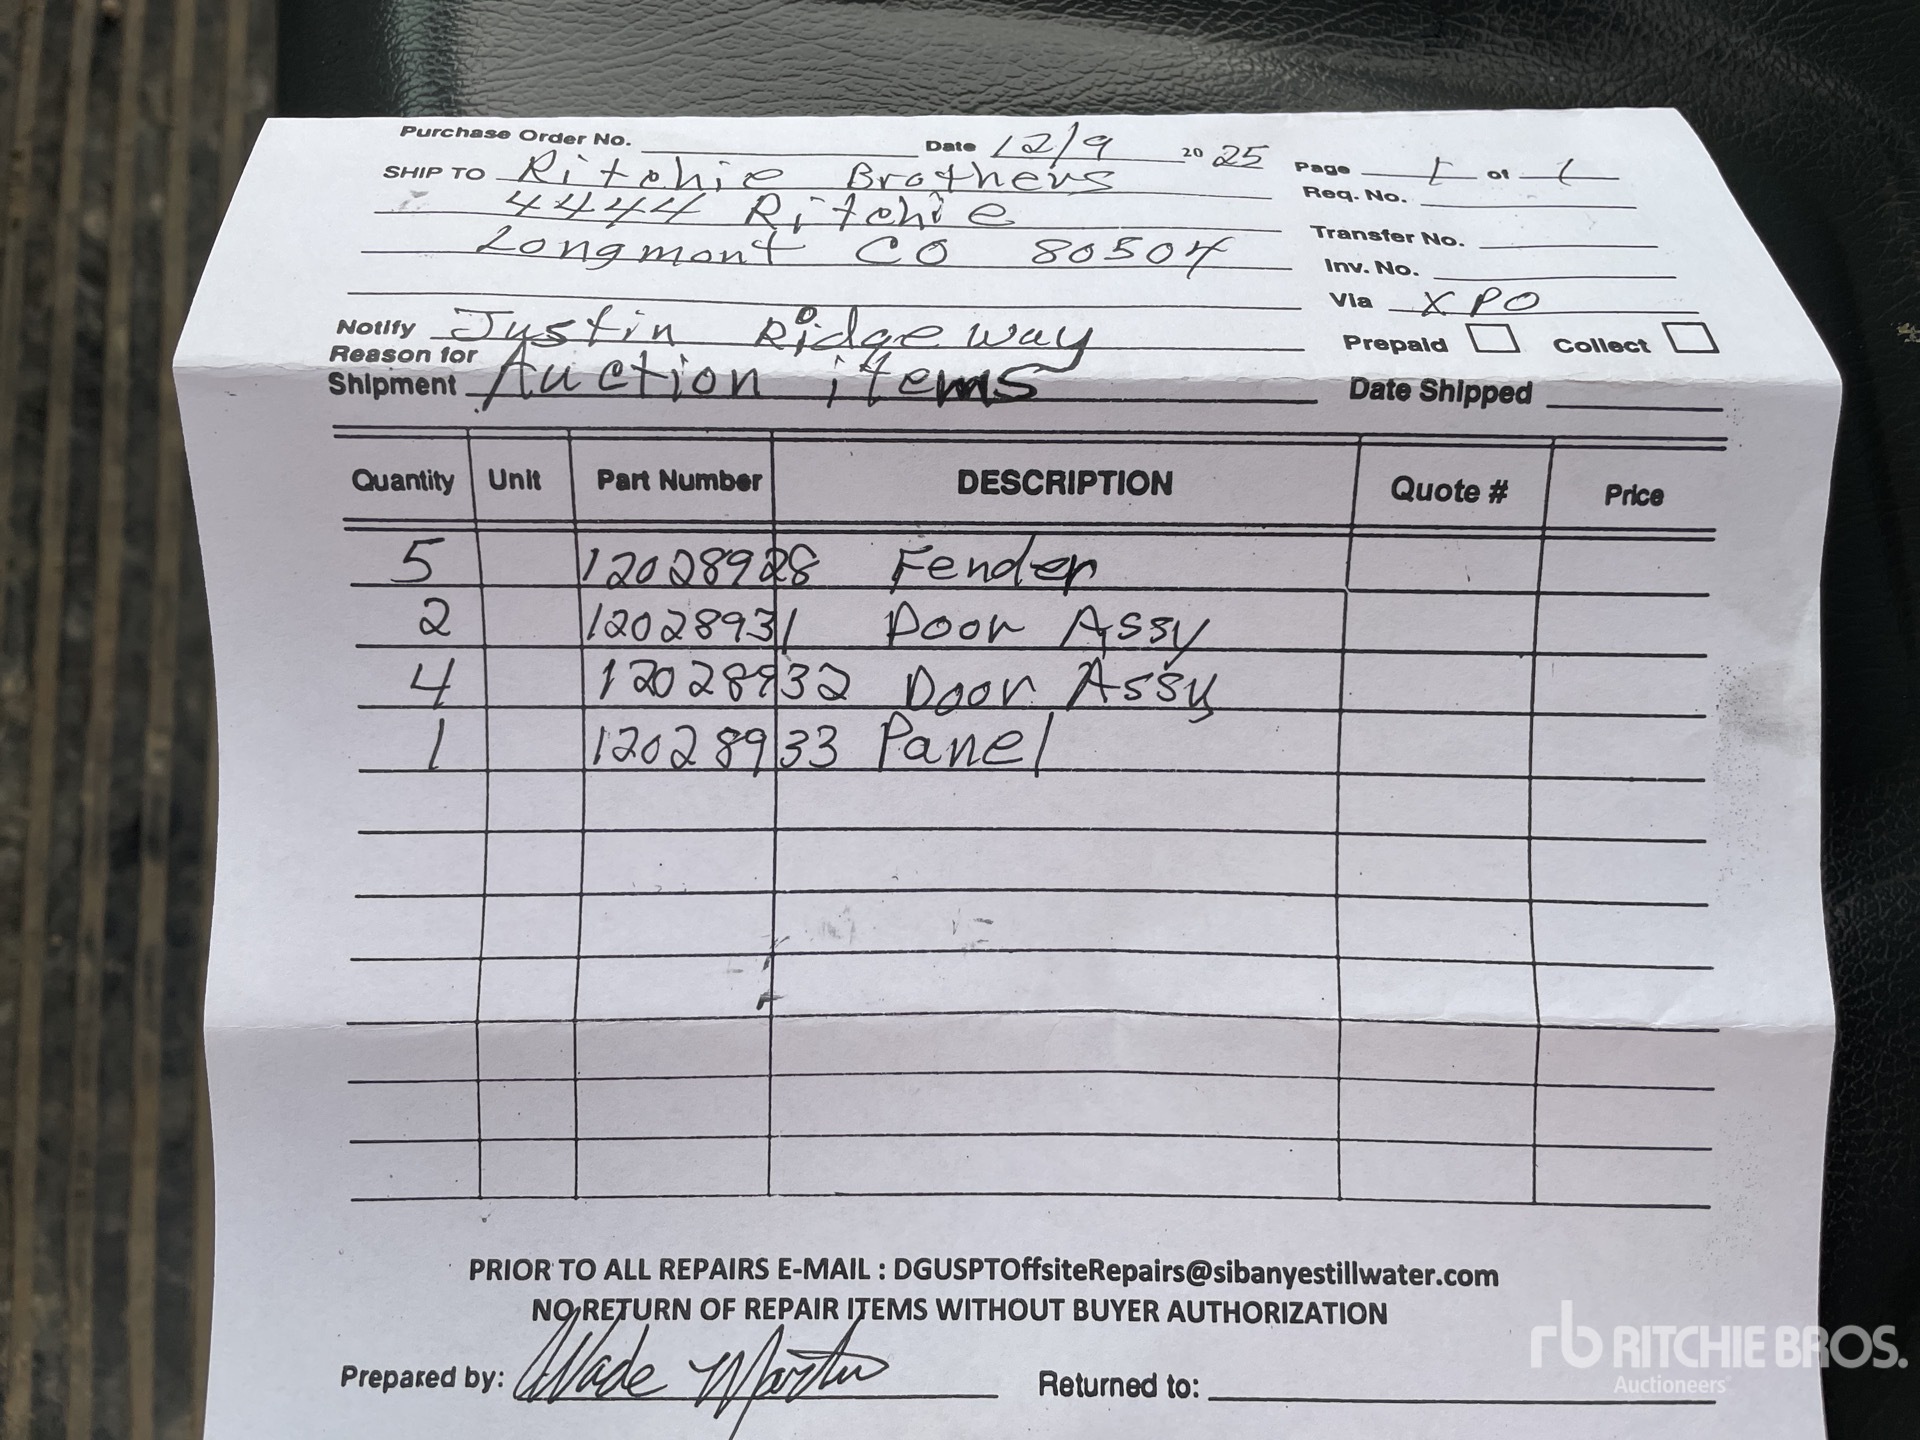 Purchase Order No. Date 12/9 20 25 Page 1 of 1
SHIP TO Ritchie Brothers Req. No.
4444 Ritchie Transfer No.
Longmont CO 80504 Inv. No.
Via XPO
Notify Justin Ridgeway Prepaid Collect
Reason for Shipment Auction items Date Shipped
Quantity Unit Part Number DESCRIPTION Quote # Price
5 12028928 Fender
2 12028931 Door Assy
4 12028932 Door Assy
1 12028933 Panel
PRIOR TO ALL REPAIRS E-MAIL : DGUSPTOffsiteRepairs@sibanyestillwater.com
NO RETURN OF REPAIR ITEMS WITHOUT BUYER AUTHORIZATION
Prepared by: Wade Martin Returned to:
rb RITCHIE BROS.
Auctioneers